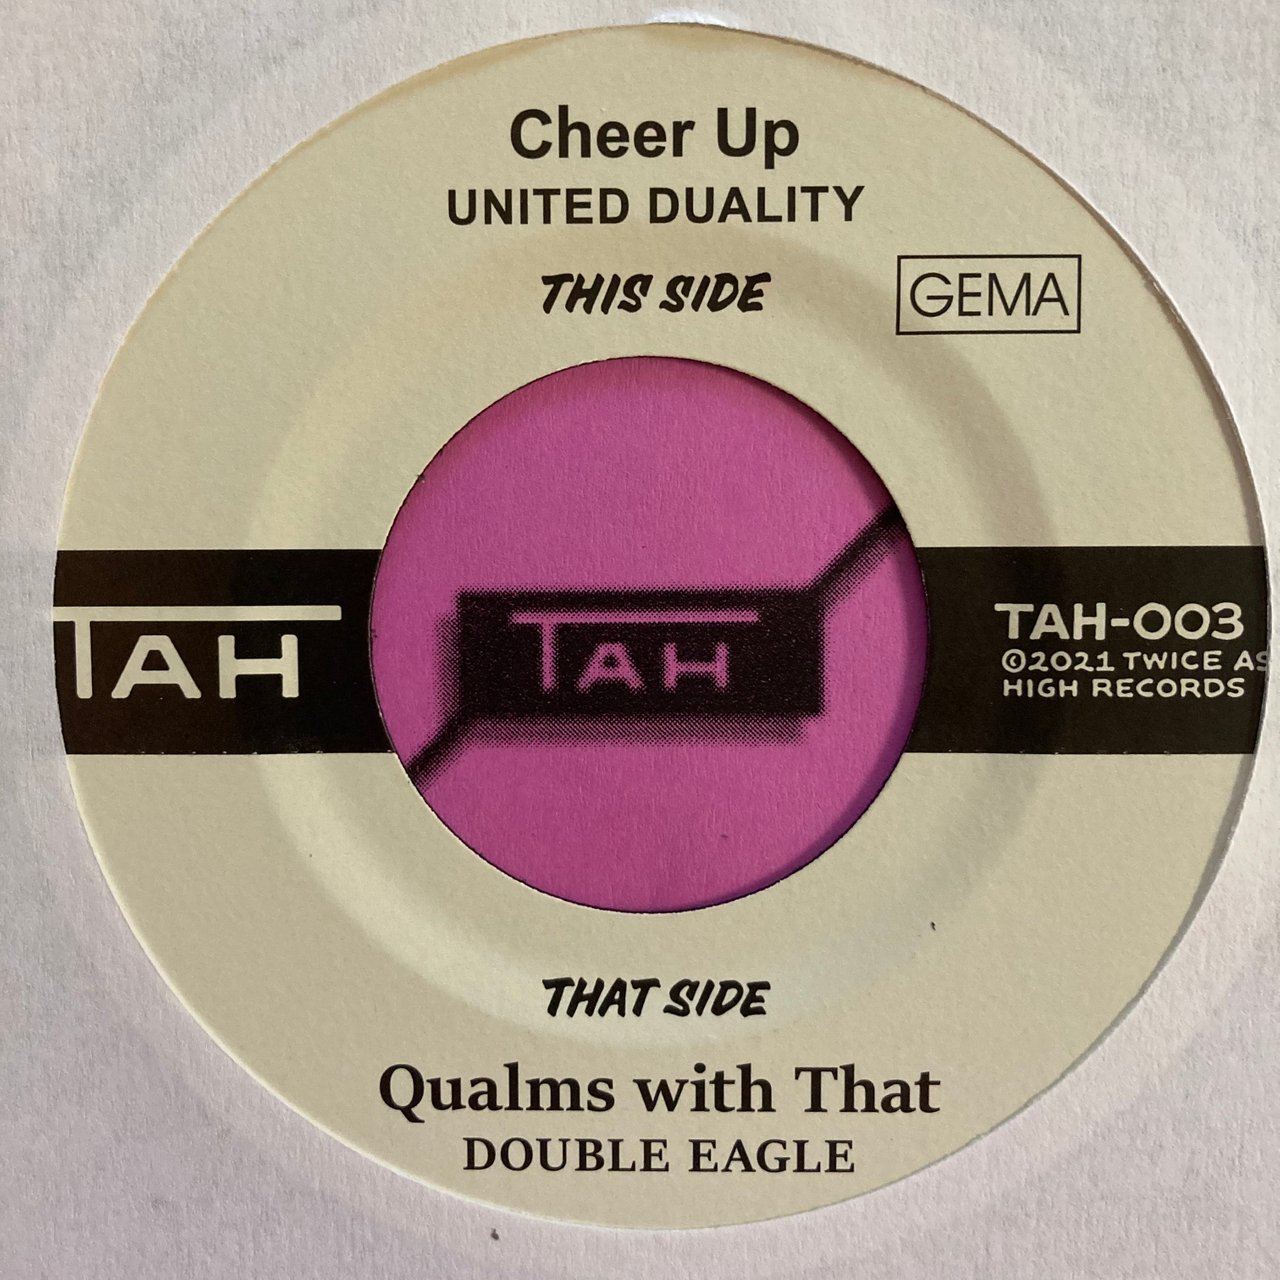 Cheer Up
UNITED DUALITY
THIS SIDE
GEMA
TAH
TAH
TAH-003
©2021 TWICE AS
HIGH RECORDS
THAT SIDE
Qualms with That
DOUBLE EAGLE